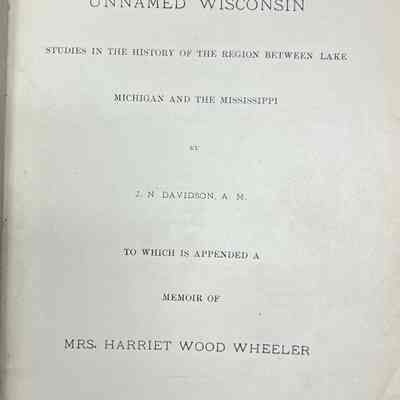 UNNAMED WISCONSIN
STUDIES IN THE HISTORY OF THE REGION BETWEEN LAKE
MICHIGAN AND THE MISSISSIPPI
BY
J. N. DAVIDSON, A. M.
TO WHICH IS APPENDED A
MEMOIR OF
MRS. HARRIET WOOD WHEELER